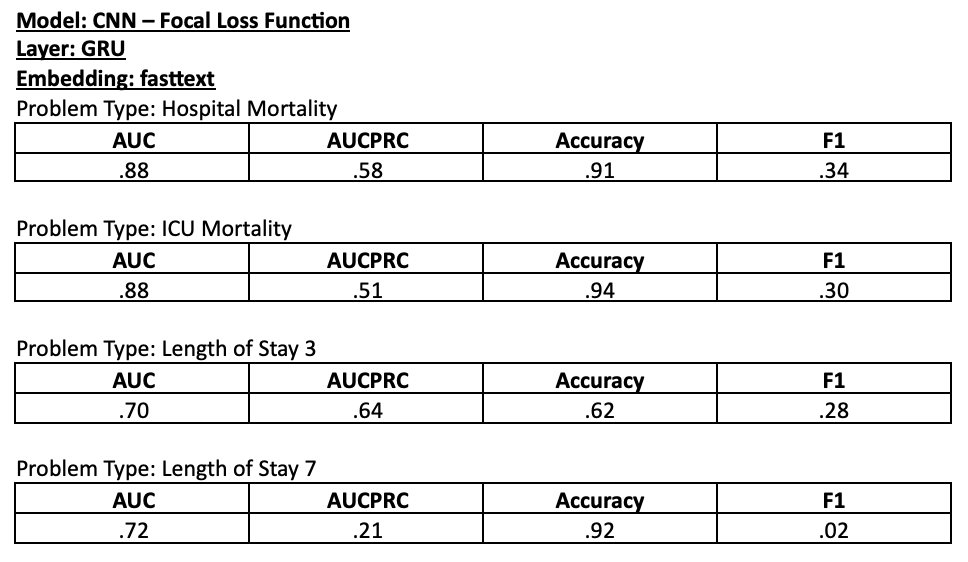 Model: CNN – Focal Loss Function
Layer: GRU
Embedding: fasttext
Problem Type: Hospital Mortality
AUC AUCPRC Accuracy F1
.88 .58 .91 .34
Problem Type: ICU Mortality
AUC AUCPRC Accuracy F1
.88 .51 .94 .30
Problem Type: Length of Stay 3
AUC AUCPRC Accuracy F1
.70 .64 .62 .28
Problem Type: Length of Stay 7
AUC AUCPRC Accuracy F1
.72 .21 .92 .02